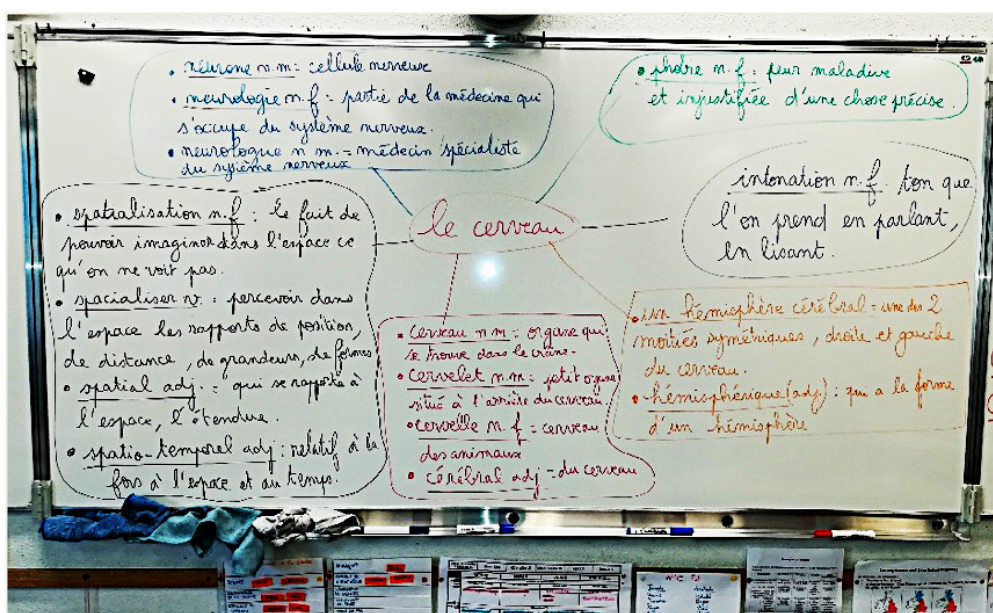 • neurone n.m : cellule nerveux
• neurologie n.f : partie de la médecine qui
s'occupe du système nerveux.
• neurologue n m. = médecin spécialiste
du système nerveux
• phobie n.f : peur maladive
et injustifiée d'une chose précise.
intonation n.f. ton que
l'on prend en parlant,
en lisant.
le cerveau
• spatialisation n.f : le fait de
pouvoir imaginer dans l'espace ce
qu'on ne voit pas.
• spacialiser v. : percevoir dans
l'espace les rapports de position,
de distance, de grandeurs, de formes
• spatial adj. : qui se rapporte à
l'espace, l'étendue.
• spatio-temporel adj : relatif à la
fois à l'espace et au temps.
• cerveau n m : organe qui
se trouve dans le crâne.
• cervelet n.m : petit organe
situé à l'arrière du cerveau
• cervelle n.f : cerveau
des animaux
• cérébral adj = du cerveau
• un hémisphère cérébral = une des 2
moitiés symétriques, droite et gauche
du cerveau.
• hémisphérique (adj.) : qui a la forme
d'un hémisphère